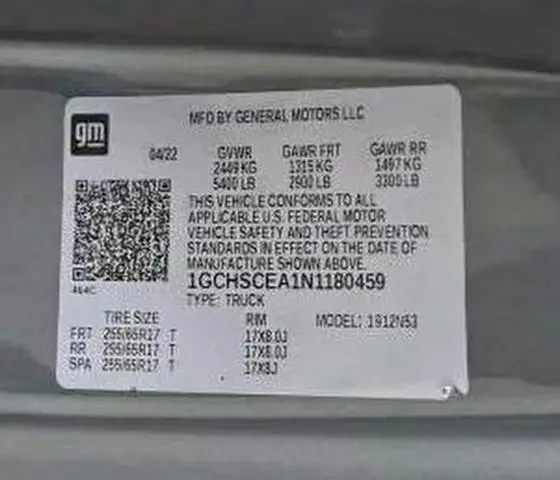 gm
MFD BY GENERAL MOTORS LLC
04/22 GVWR GAWR FRT GAWR RR
2449 KG 1315 KG 1497 KG
5400 LB 2900 LB 3300 LB
THIS VEHICLE CONFORMS TO ALL
APPLICABLE U.S. FEDERAL MOTOR
VEHICLE SAFETY AND THEFT PREVENTION
STANDARDS IN EFFECT ON THE DATE OF
MANUFACTURE SHOWN ABOVE.
1GCHSCEA1N1180459
TYPE: TRUCK
TIRE SIZE RIM MODEL: 1912N53
FRT 255/65R17 T 17X8.0J
RR 255/65R17 T 17X8.0J
SPA 255/65R17 T 17X8J